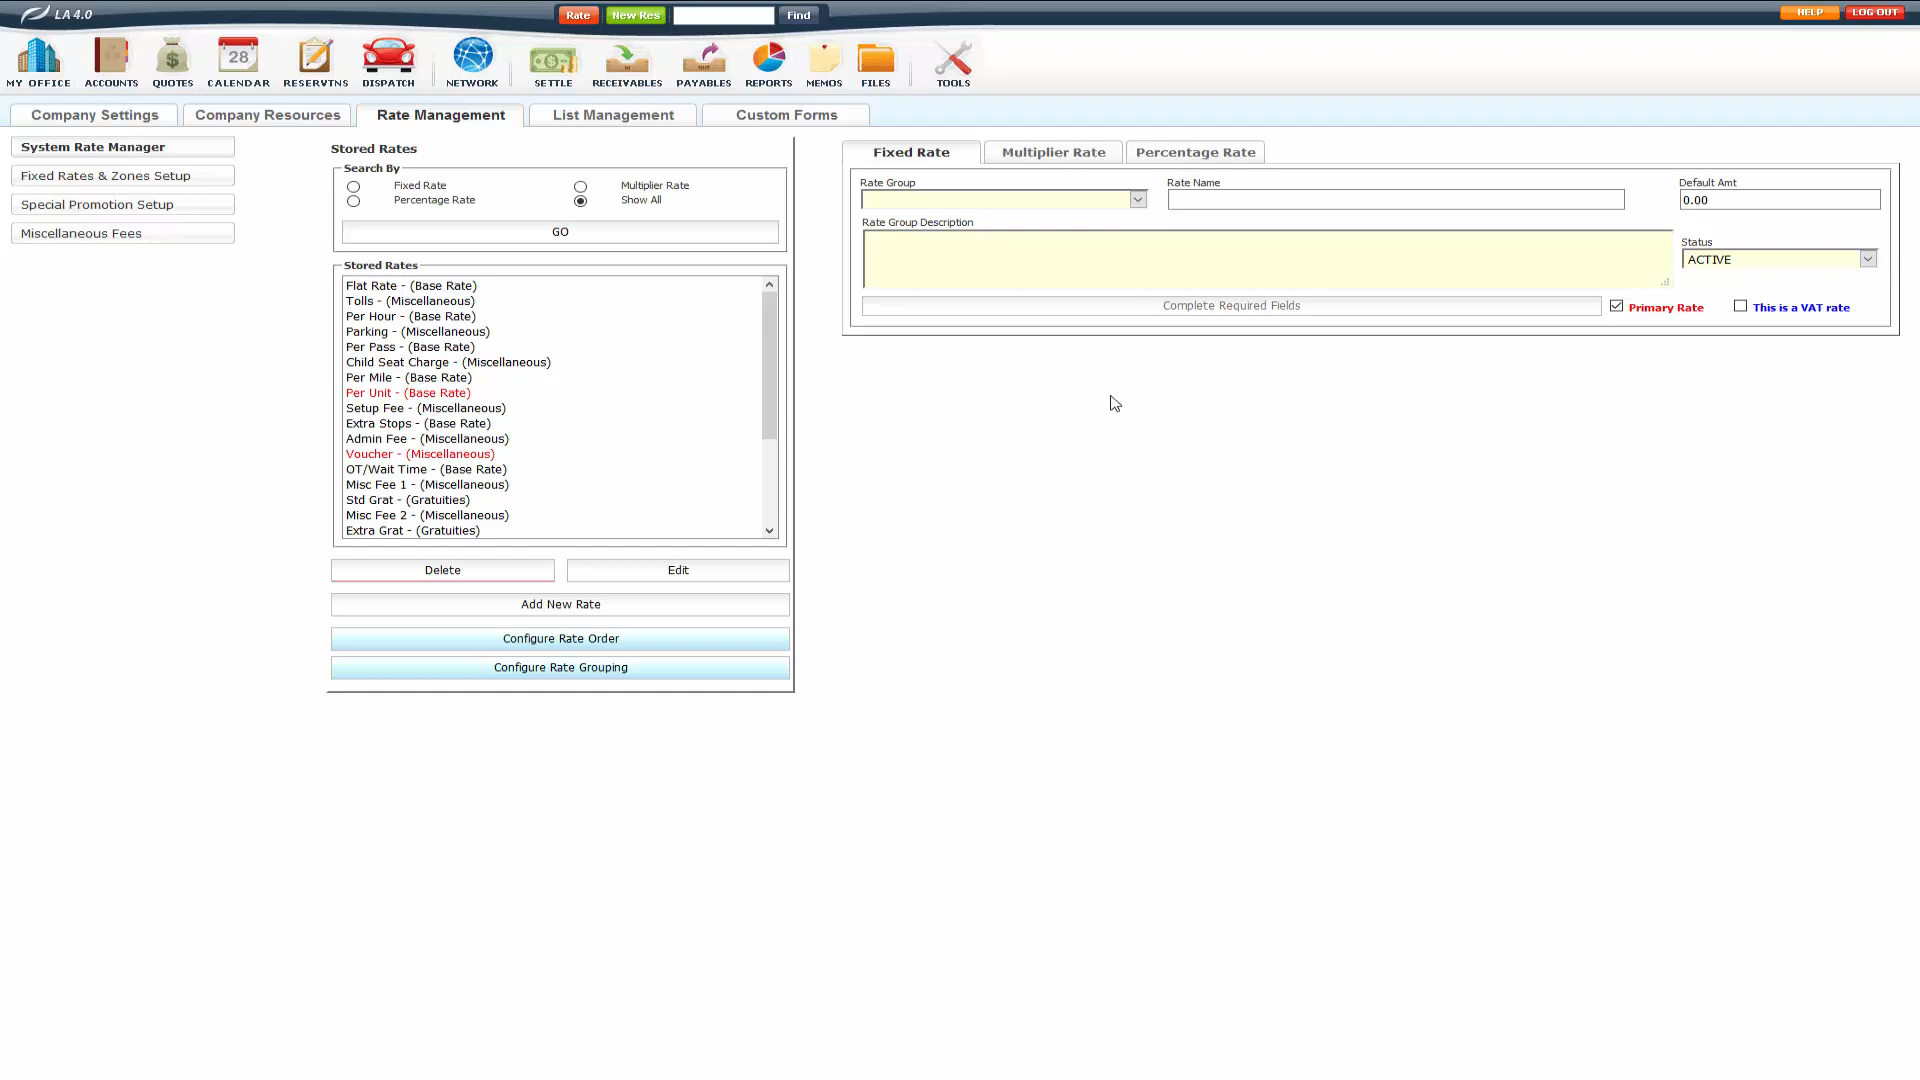 LA 4.0
Rate
New Res
Find
HELP
LOG OUT
28
MY OFFICE
ACCOUNTS
QUOTES
CALENDAR
RESERVTNS
DISPATCH
NETWORK
SETTLE
RECEIVABLES
PAYABLES
REPORTS
MEMOS
FILES
TOOLS
Company Settings
Company Resources
Rate Management
List Management
Custom Forms
System Rate Manager
Fixed Rates & Zones Setup
Special Promotion Setup
Miscellaneous Fees
Stored Rates
Search By
Fixed Rate
Multiplier Rate
Percentage Rate
Show All
GO
Stored Rates
Flat Rate - (Base Rate)
Tolls - (Miscellaneous)
Per Hour - (Base Rate)
Parking - (Miscellaneous)
Per Pass - (Base Rate)
Child Seat Charge - (Miscellaneous)
Per Mile - (Base Rate)
Per Unit - (Base Rate)
Setup Fee - (Miscellaneous)
Extra Stops - (Base Rate)
Admin Fee - (Miscellaneous)
Voucher - (Miscellaneous)
OT/Wait Time - (Base Rate)
Misc Fee 1 - (Miscellaneous)
Std Grat - (Gratuities)
Misc Fee 2 - (Miscellaneous)
Extra Grat - (Gratuities)
Delete
Edit
Add New Rate
Configure Rate Order
Configure Rate Grouping
Fixed Rate
Multiplier Rate
Percentage Rate
Rate Group
Rate Name
Default Amt
0.00
Rate Group Description
Status
ACTIVE
Complete Required Fields
Primary Rate
This is a VAT rate